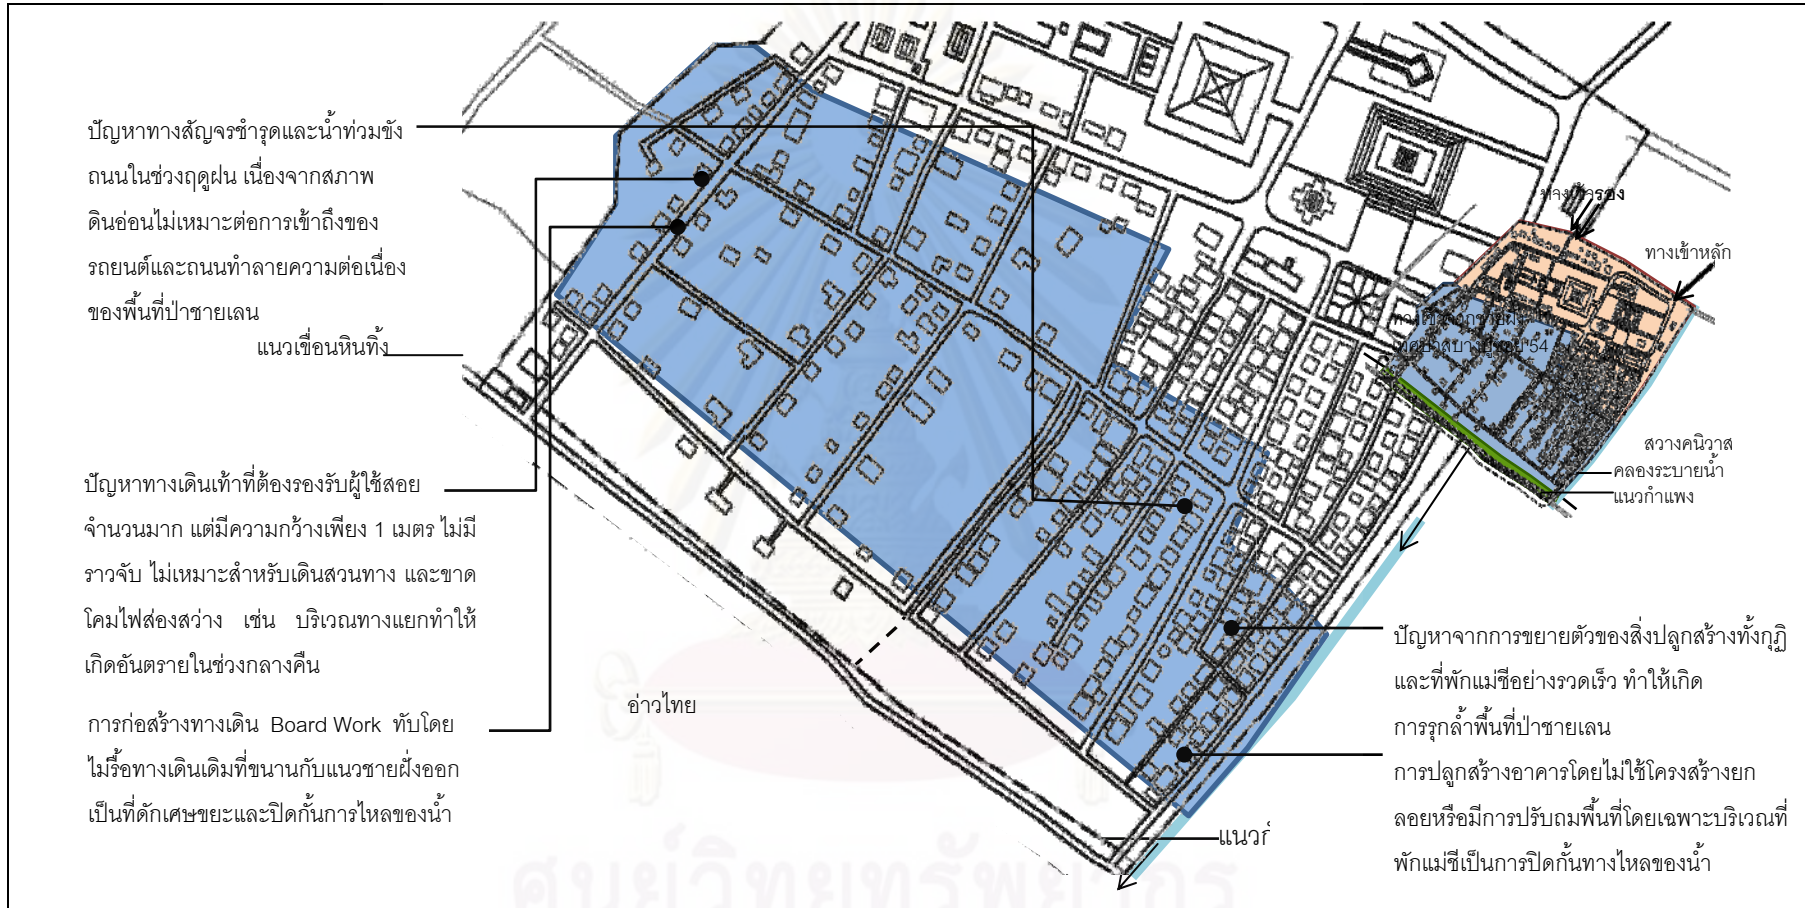 ปัญหาทางสัญจรชำรุดและน้ำท่วมขัง
ถนนในช่วงฤดูฝน เนื่องจากสภาพ
ดินอ่อนไม่เหมาะต่อการเข้าถึงของ
รถยนต์และถนนทำลายความต่อเนื่อง
ของพื้นที่ป่าชายเลน
แนวเขื่อนหินทิ้ง
ปัญหาทางเดินเท้าที่ต้องรองรับผู้ใช้สอย
จำนวนมาก แต่มีความกว้างเพียง 1 เมตร ไม่มี
ราวจับ ไม่เหมาะสำหรับเดินสวนทาง และขาด
โคมไฟส่องสว่าง เช่น บริเวณทางแยกทำให้
เกิดอันตรายในช่วงกลางคืน
การก่อสร้างทางเดิน Board Work ทับโดย
ไม่รื้อทางเดินเดิมที่ขนานกับแนวชายฝั่งออก
เป็นที่ดักเศษขยะและปิดกั้นการไหลของน้ำ
อ่าวไทย
แนวกั
ทางเข้ารอง
ทางเข้าหลัก
54
สวางคนิวาส
คลองระบายน้ำ
แนวกำแพง
ปัญหาจากการขยายตัวของสิ่งปลูกสร้างทั้งกุฏิ
และที่พักแม่ชีอย่างรวดเร็ว ทำให้เกิด
การรุกล้ำพื้นที่ป่าชายเลน
การปลูกสร้างอาคารโดยไม่ใช้โครงสร้างยก
ลอยหรือมีการปรับถมพื้นที่โดยเฉพาะบริเวณที่
พักแม่ชีเป็นการปิดกั้นทางไหลของน้ำ
ศูนย์วิทยทรัพยากร